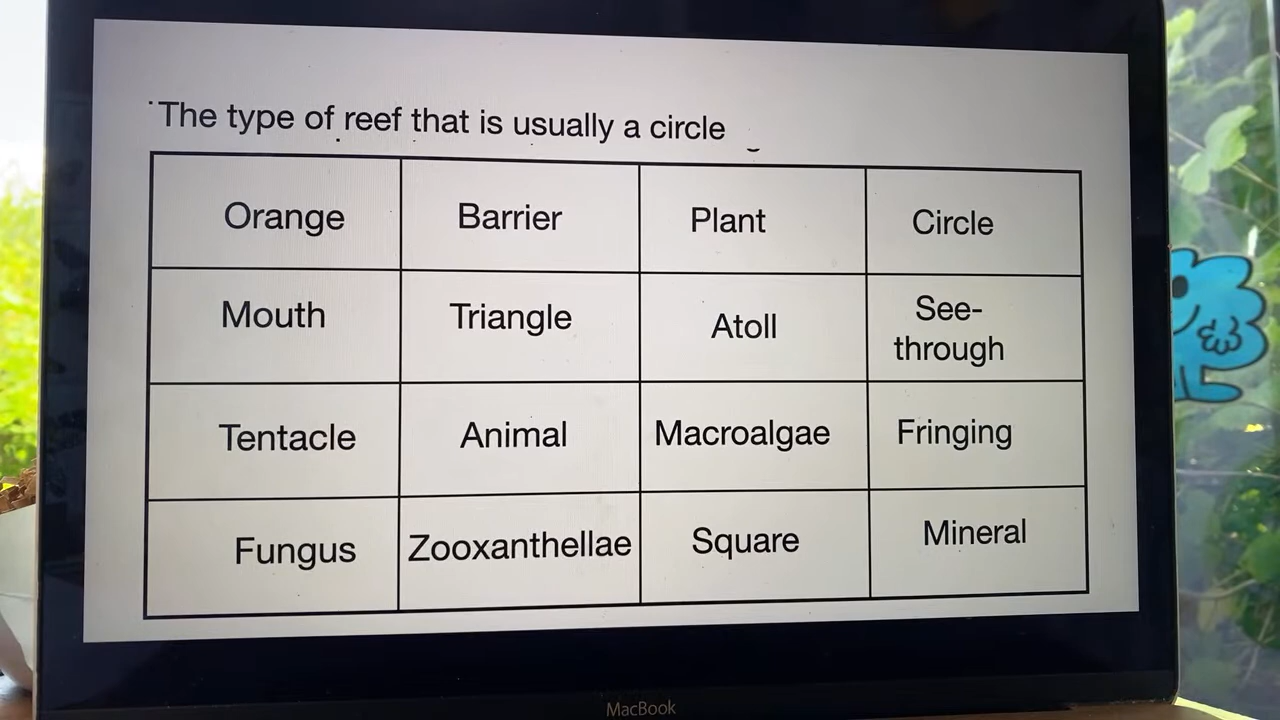 The type of reef that is usually a circle
Orange Barrier Plant Circle
Mouth Triangle Atoll See-
through
Tentacle Animal Macroalgae Fringing
Fungus Zooxanthellae Square Mineral
MacBook